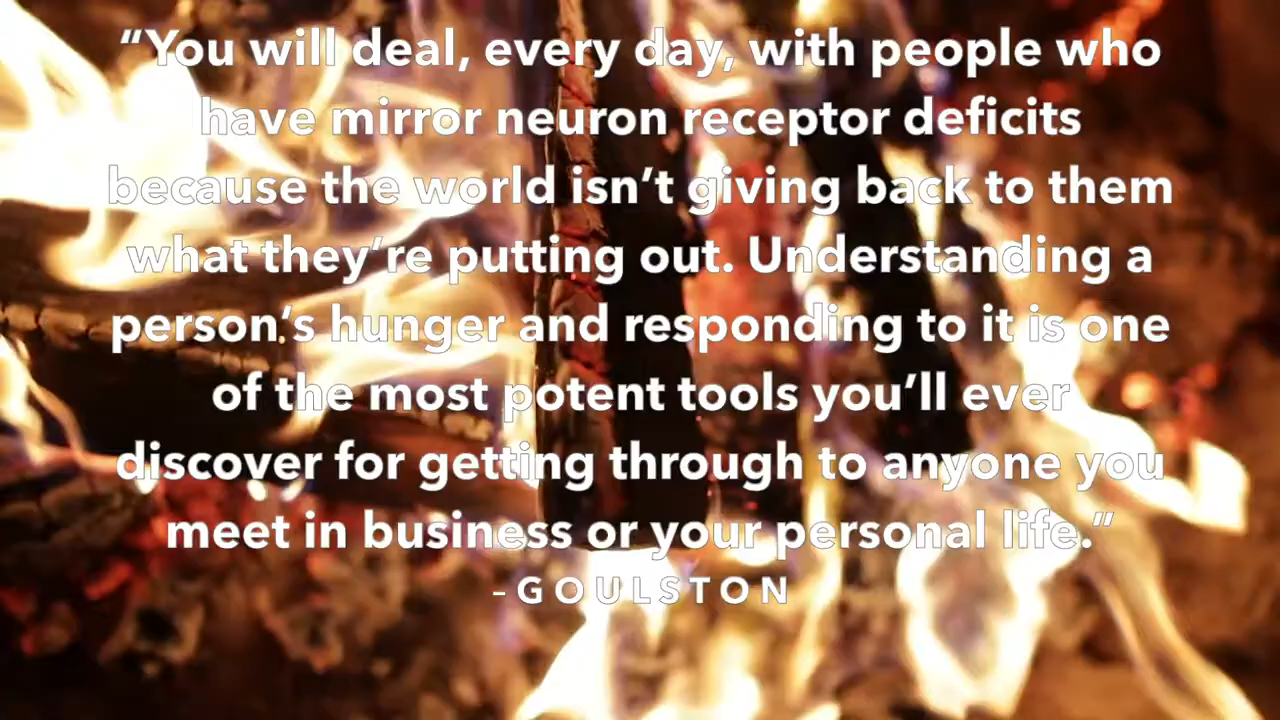 “You will deal, every day, with people who
have mirror neuron receptor deficits
because the world isn’t giving back to them
what they’re putting out. Understanding a
person.‘s hunger and responding to it is one
of the most potent tools you’ll ever
discover for getting through to anyone you
meet in business or your personal life.”
-GOULSTON